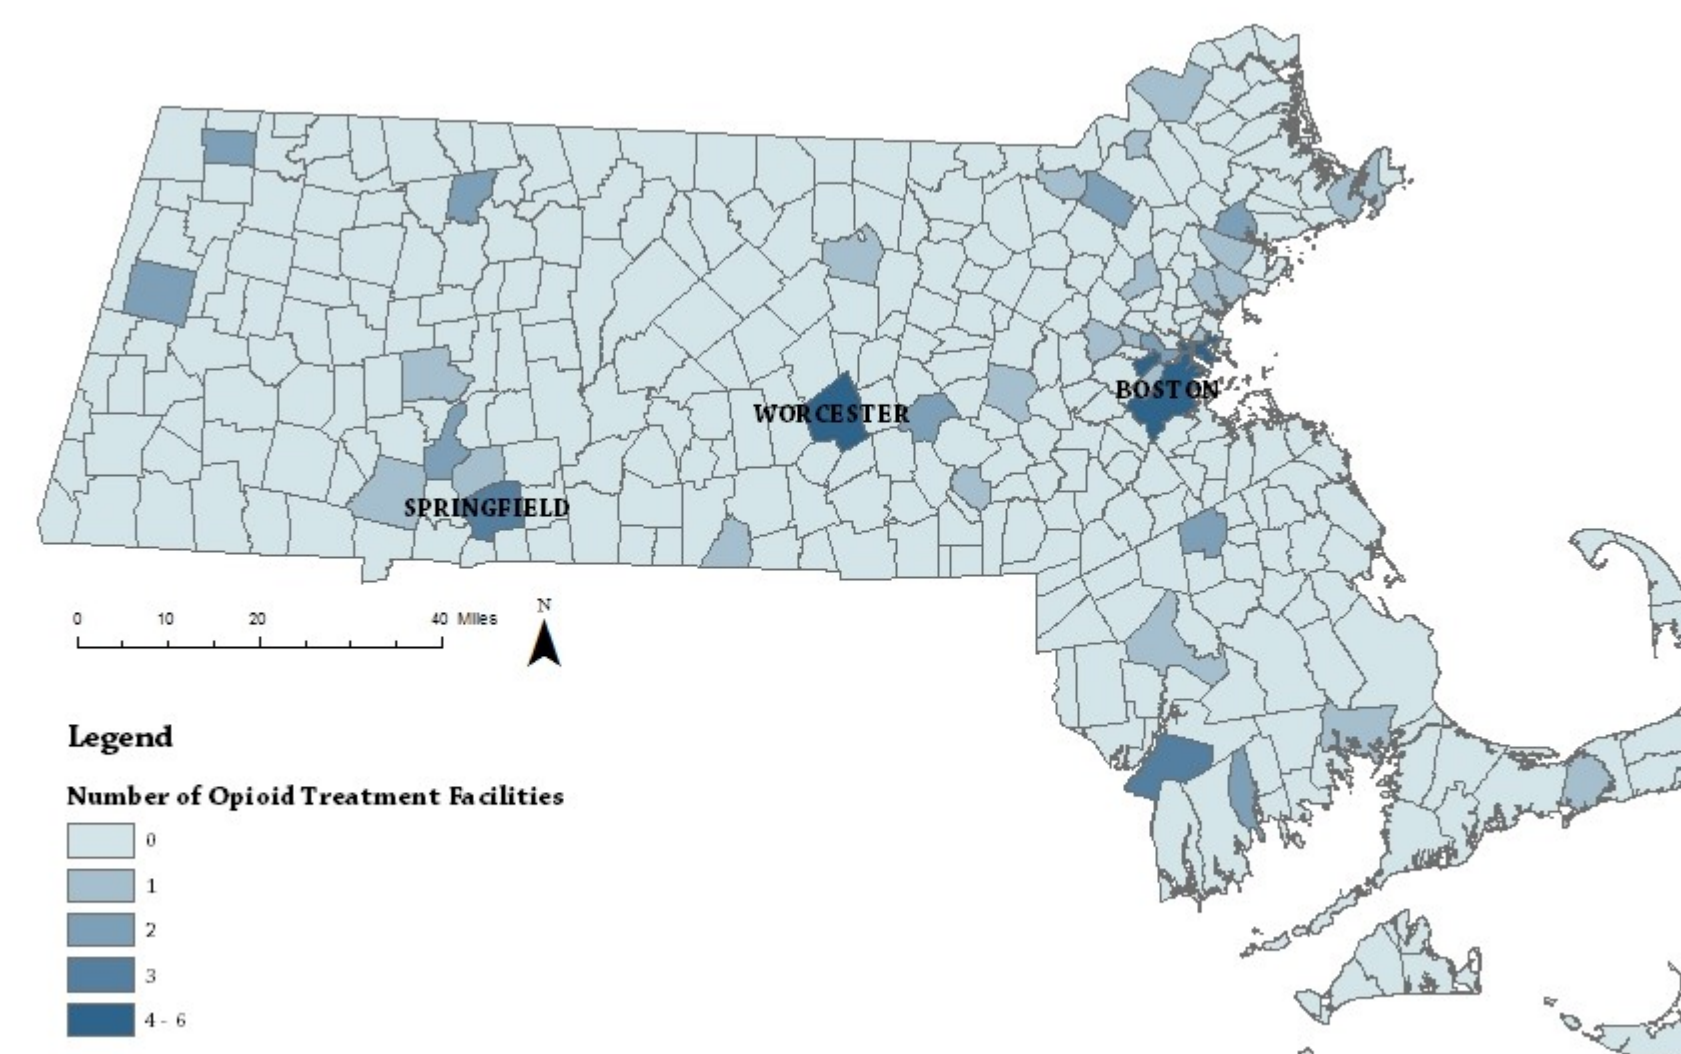 BOSTON
WORCESTER
SPRINGFIELD
0 10 20 40 Miles
N
Legend
Number of Opioid Treatment Facilities
0
1
2
3
4 - 6